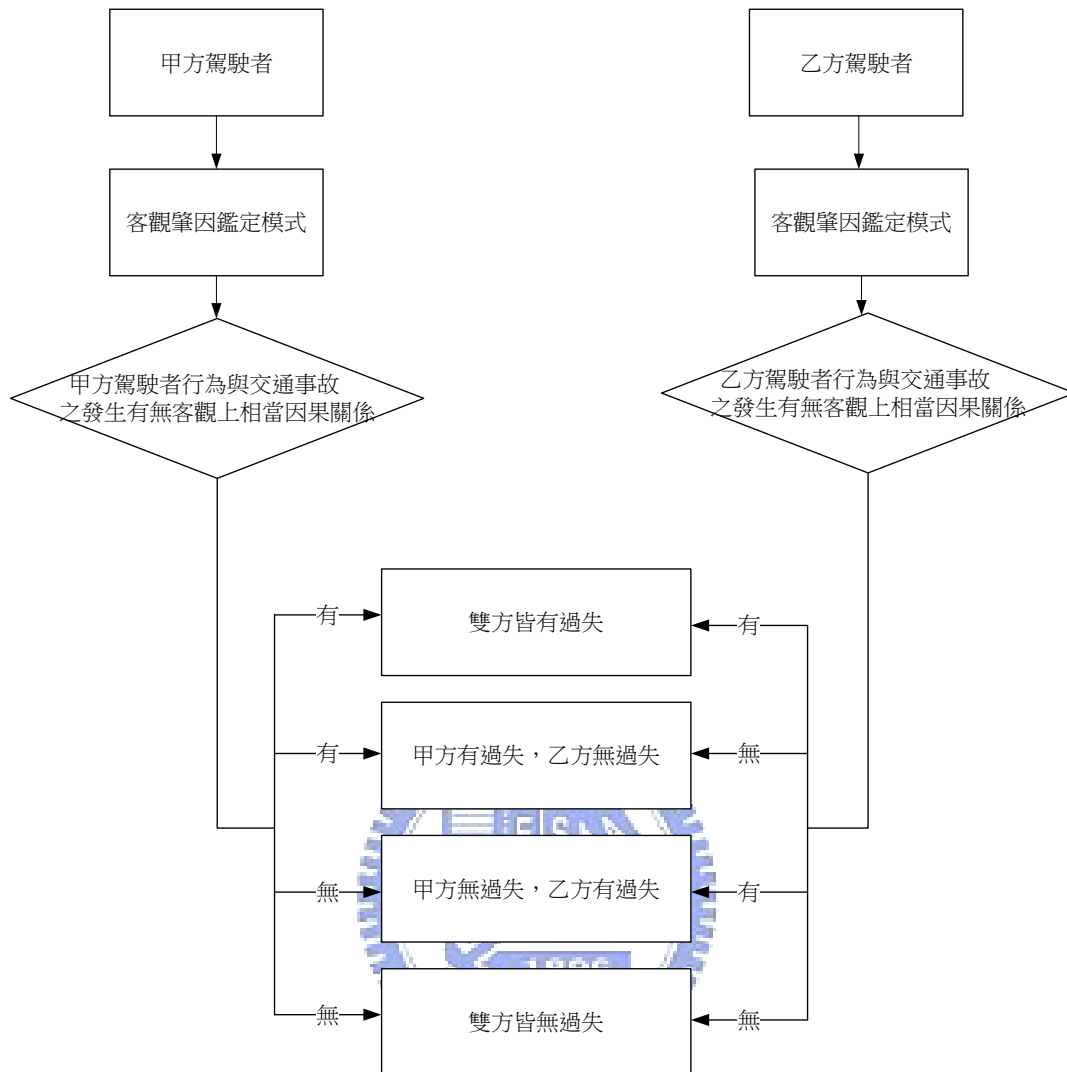 甲方駕駛者
乙方駕駛者
客觀肇因鑑定模式
客觀肇因鑑定模式
甲方駕駛者行為與交通事故
之發生有無客觀上相當因果關係
乙方駕駛者行為與交通事故
之發生有無客觀上相當因果關係
有
雙方皆有過失
有
有
甲方有過失，乙方無過失
無
無
甲方無過失，乙方有過失
有
無
雙方皆無過失
無